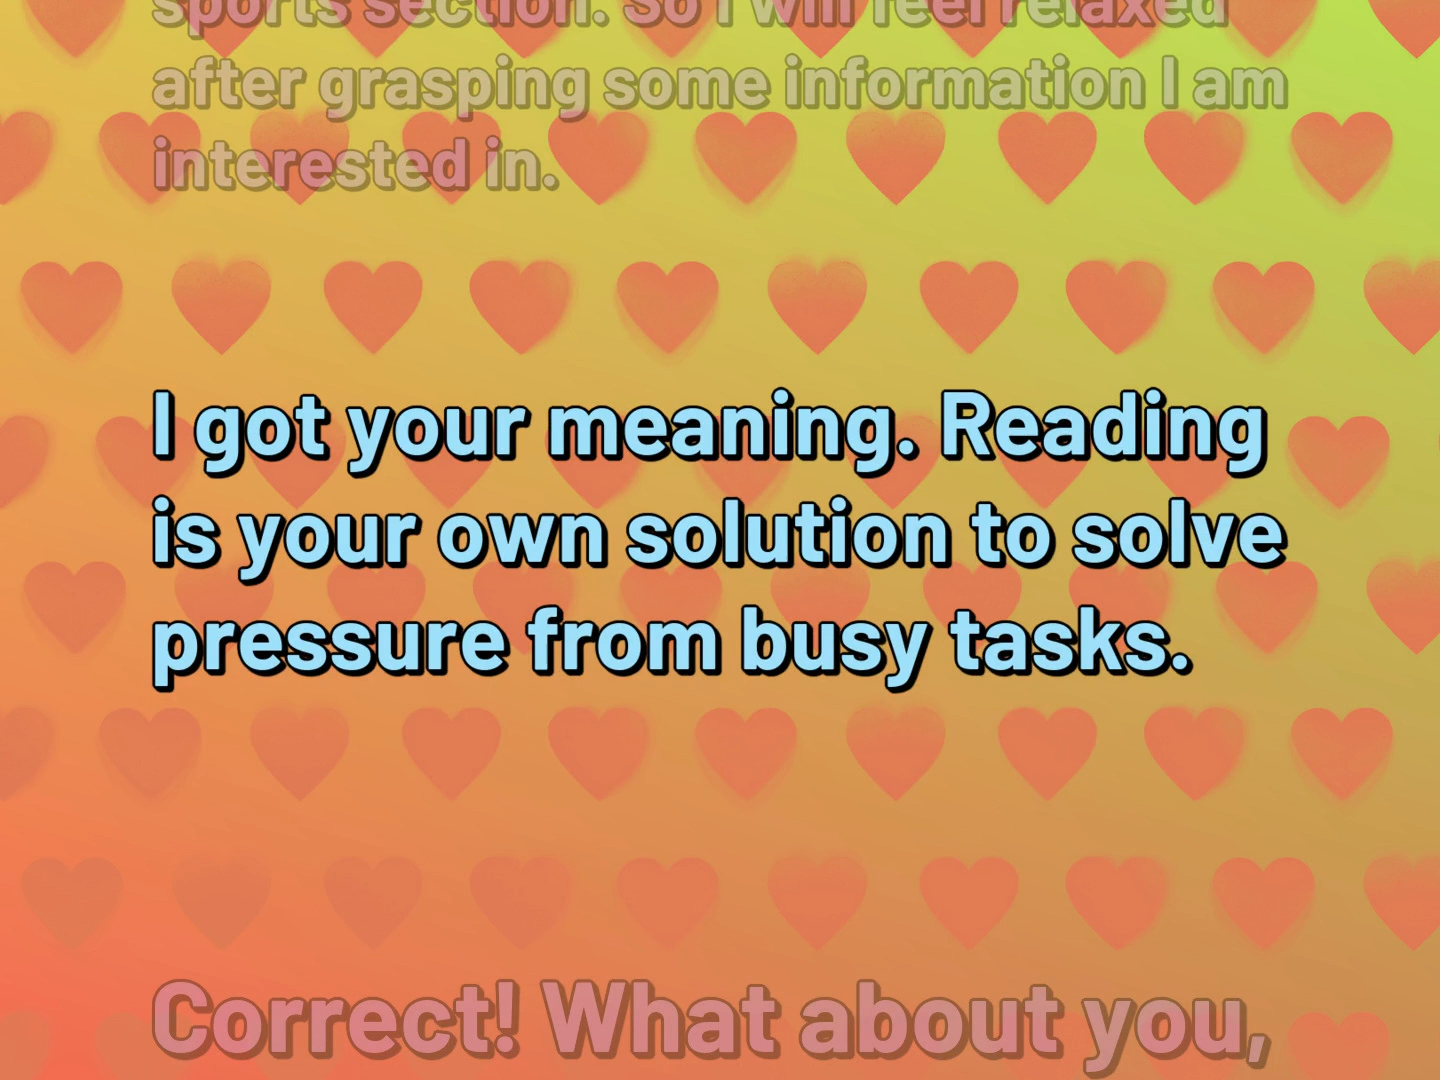 sports section. So I will feel relaxed
after grasping some information I am
interested in.
I got your meaning. Reading
is your own solution to solve
pressure from busy tasks.
Correct! What about you,